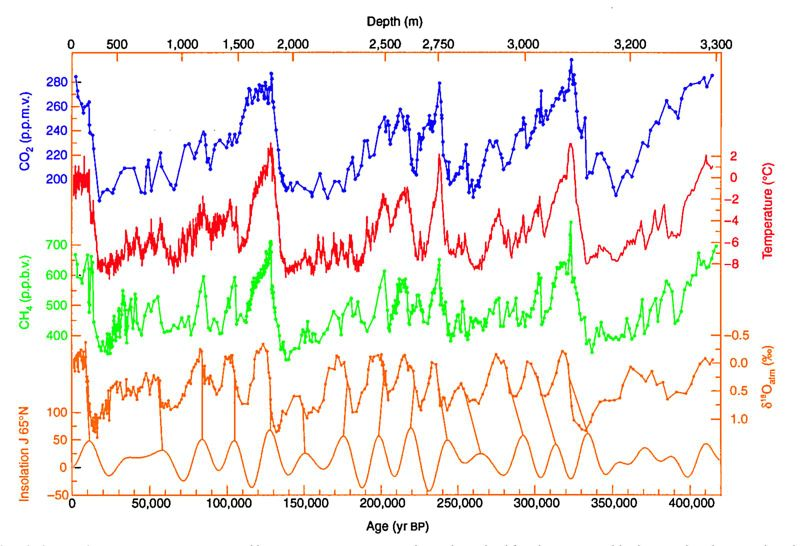 Depth (m)
0 500 1,000 1,500 2,000 2,500 2,750 3,000 3,200 3,300
CO2 (p.p.m.v.)
280
260
240
220
200
2
0
−2
−4
−6
−8
Temperature (°C)
CH4 (p.p.b.v.)
700
600
500
400
−0.5
0.0
0.5
1.0
δ18Oatm (‰)
Insolation J 65°N
100
50
0
−50
0 50,000 100,000 150,000 200,000 250,000 300,000 350,000 400,000
Age (yr BP)